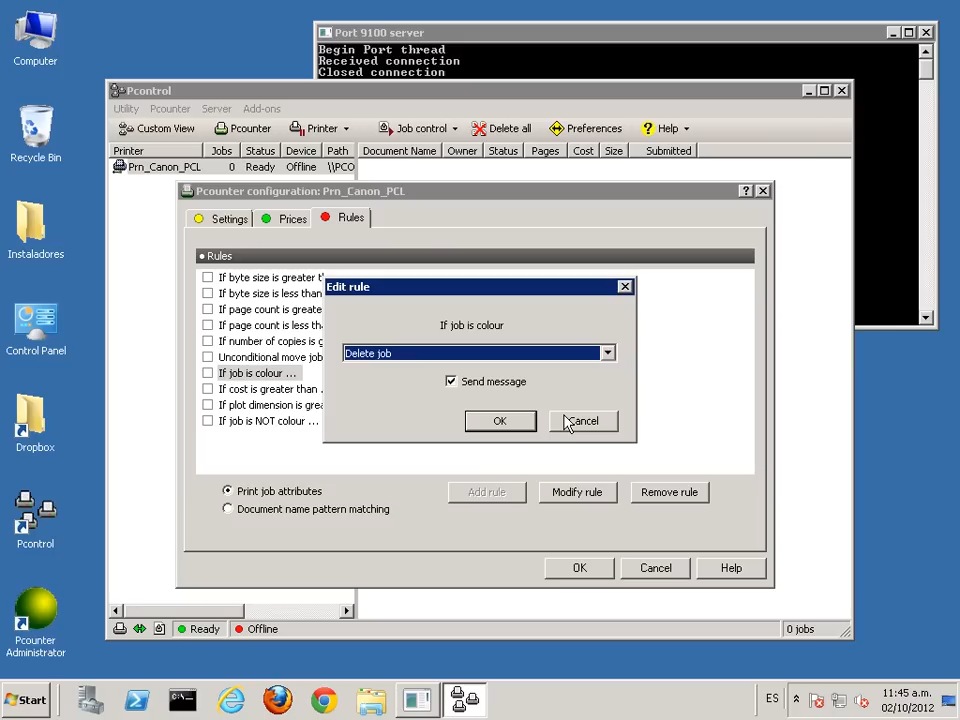 Computer
Recycle Bin
Instaladores
Control Panel
Dropbox
Pcontrol
Pcounter
Administrator
Port 9100 server
Begin Port thread
Received connection
Closed connection
Pcontrol
Utility Pcounter Server Add-ons
Custom View Pcounter Printer Job control Delete all Preferences Help
Printer Jobs Status Device Path Document Name Owner Status Pages Cost Size Submitted
Prn_Canon_PCL 0 Ready Offline \\PCO
Pcounter configuration: Prn_Canon_PCL
Settings Prices Rules
Rules
If byte size is greater t
If byte size is less than
If page count is greate
If page count is less tha
If number of copies is g
Unconditional move job
If job is colour ...
If cost is greater than .
If plot dimension is grea
If job is NOT colour ...
Edit rule
If job is colour
Delete job
Send message
OK Cancel
Print job attributes
Document name pattern matching
Add rule Modify rule Remove rule
OK Cancel Help
Ready Offline 0 jobs
Start
ES
11:45 a.m.
02/10/2012